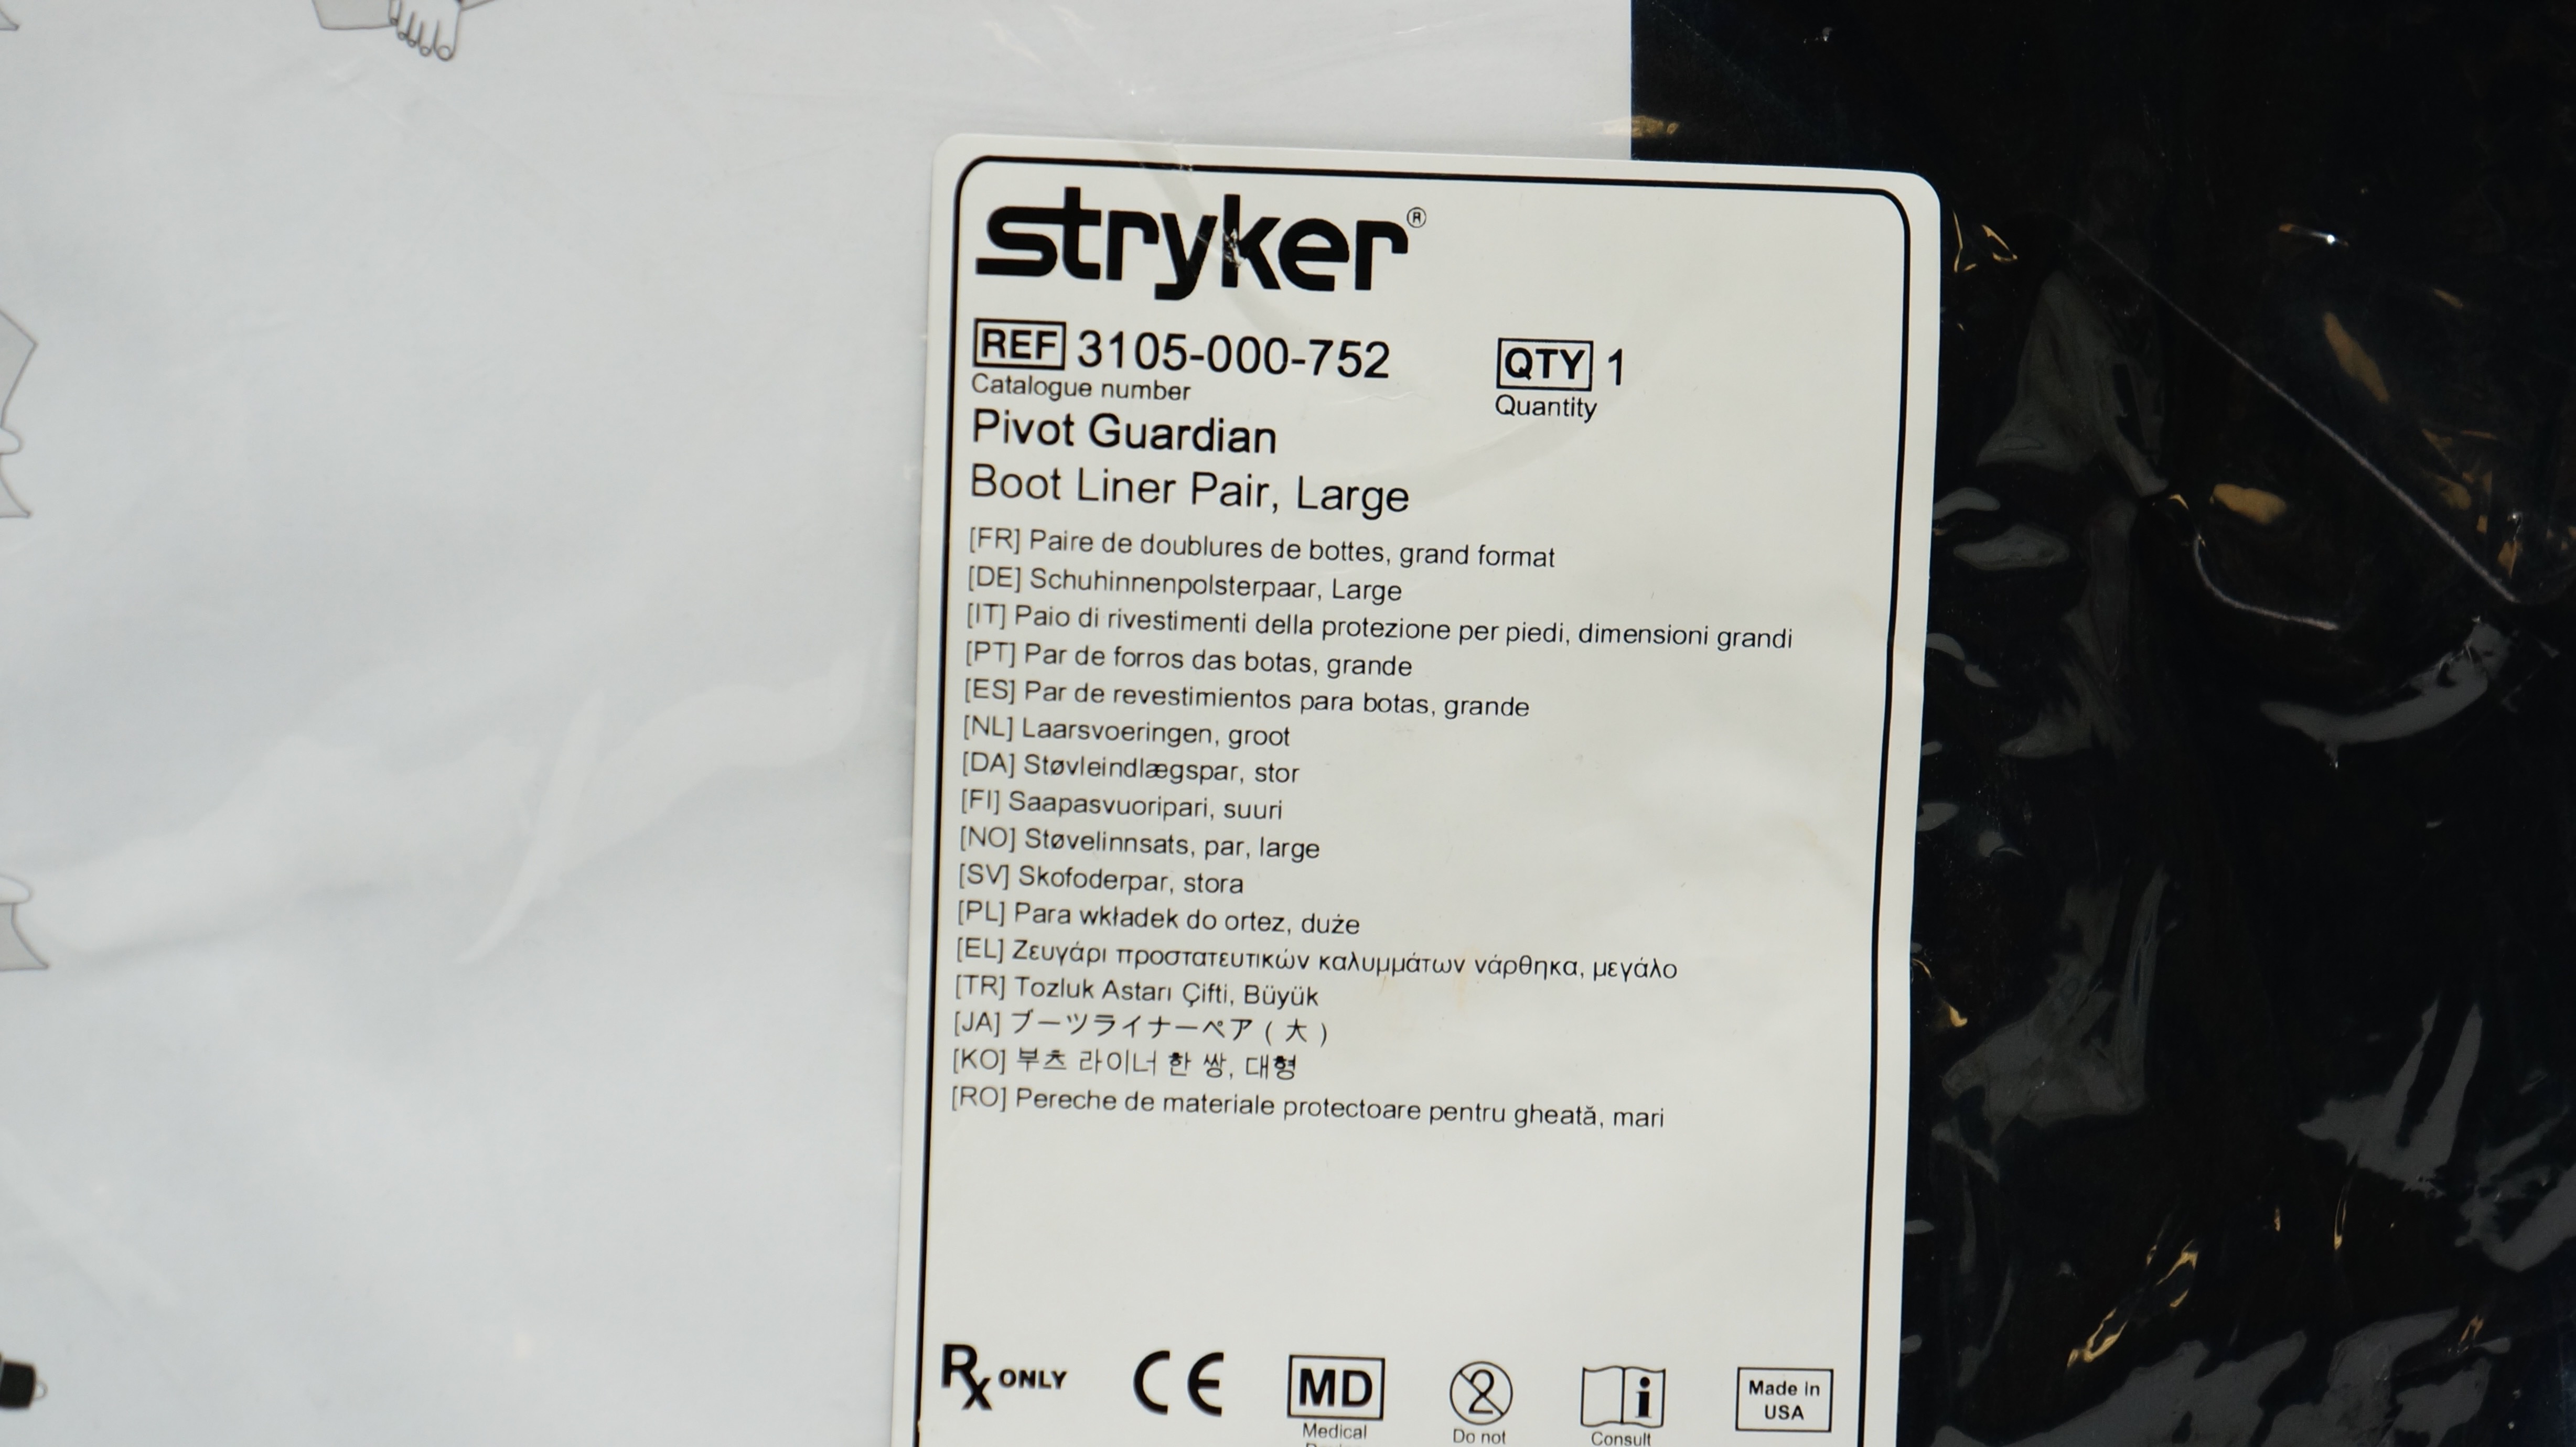 stryker®
REF 3105-000-752
Catalogue number
QTY 1
Quantity
Pivot Guardian
Boot Liner Pair, Large
[FR] Paire de doublures de bottes, grand format
[DE] Schuhinnenpolsterpaar, Large
[IT] Paio di rivestimenti della protezione per piedi, dimensioni grandi
[PT] Par de forros das botas, grande
[ES] Par de revestimientos para botas, grande
[NL] Laarsvoeringen, groot
[DA] Støvleindlægspar, stor
[FI] Saapasvuoripari, suuri
[NO] Støvelinnsats, par, large
[SV] Skofoderpar, stora
[PL] Para wkładek do ortez, duże
[EL] Ζευγάρι προστατευτικών καλυμμάτων νάρθηκα, μεγάλο
[TR] Tozluk Astarı Çifti, Büyük
[JA] ブーツライナーペア ( 大 )
[KO] 부츠 라이너 한 쌍, 대형
[RO] Pereche de materiale protectoare pentru gheată, mari
Rx ONLY
CE
MD
Medical
2
Do not
i
Consult
Made in
USA